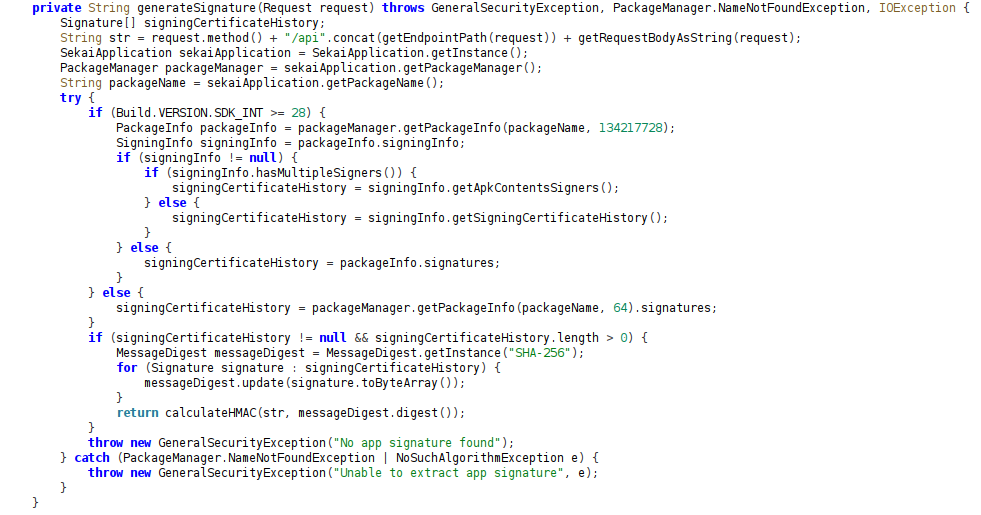 private String generateSignature(Request request) throws GeneralSecurityException, PackageManager.NameNotFoundException, IOException {
    Signature[] signingCertificateHistory;
    String str = request.method() + "/api".concat(getEndpointPath(request)) + getRequestBodyAsString(request);
    SekaiApplication sekaiApplication = SekaiApplication.getInstance();
    PackageManager packageManager = sekaiApplication.getPackageManager();
    String packageName = sekaiApplication.getPackageName();
    try {
        if (Build.VERSION.SDK_INT >= 28) {
            PackageInfo packageInfo = packageManager.getPackageInfo(packageName, 134217728);
            SigningInfo signingInfo = packageInfo.signingInfo;
            if (signingInfo != null) {
                if (signingInfo.hasMultipleSigners()) {
                    signingCertificateHistory = signingInfo.getApkContentsSigners();
                } else {
                    signingCertificateHistory = signingInfo.getSigningCertificateHistory();
                }
            } else {
                signingCertificateHistory = packageInfo.signatures;
            }
        } else {
            signingCertificateHistory = packageManager.getPackageInfo(packageName, 64).signatures;
        }
        if (signingCertificateHistory != null && signingCertificateHistory.length > 0) {
            MessageDigest messageDigest = MessageDigest.getInstance("SHA-256");
            for (Signature signature : signingCertificateHistory) {
                messageDigest.update(signature.toByteArray());
            }
            return calculateHMAC(str, messageDigest.digest());
        }
        throw new GeneralSecurityException("No app signature found");
    } catch (PackageManager.NameNotFoundException | NoSuchAlgorithmException e) {
        throw new GeneralSecurityException("Unable to extract app signature", e);
    }
}